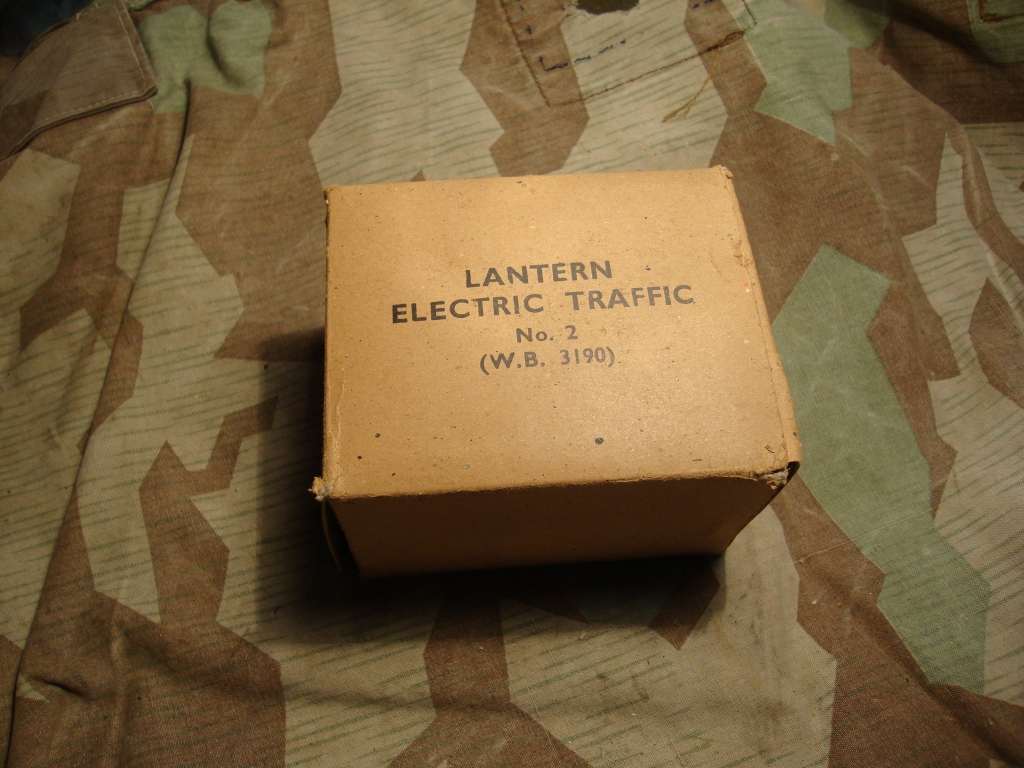 LANTERN
ELECTRIC TRAFFIC
No. 2
(W.B. 3190)